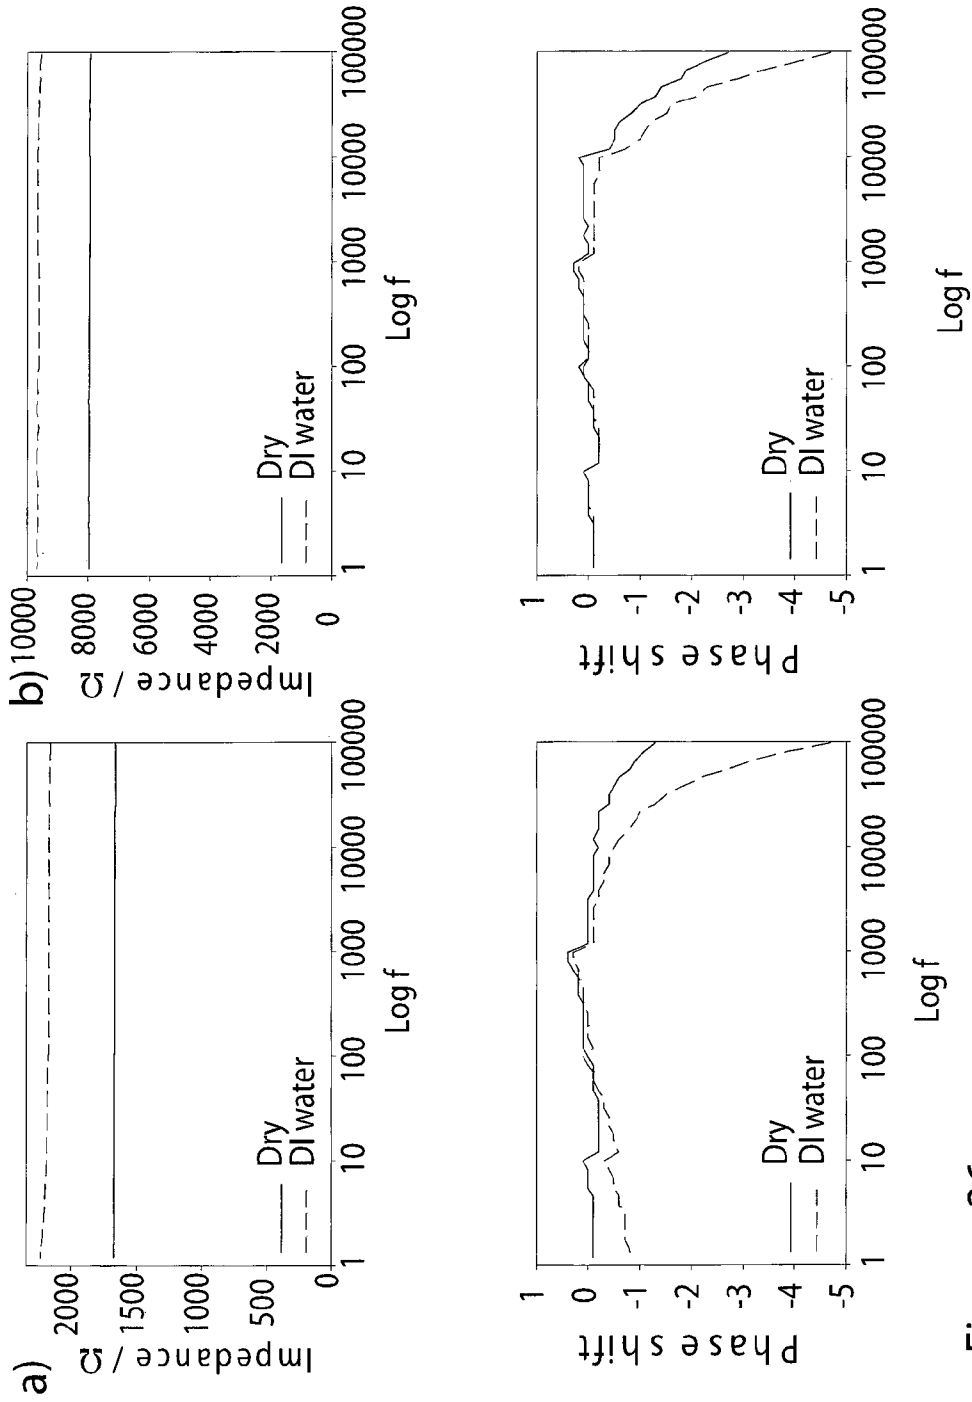 a)
Impedance / Ω
2000
1500
1000
500
0
1 10 100 1000 10000 100000
Log f
Dry
DI water
b)
Impedance / Ω
10000
8000
6000
4000
2000
0
1 10 100 1000 10000 100000
Log f
Dry
DI water
Phase shift
1
0
-1
-2
-3
-4
-5
1 10 100 1000 10000 100000
Log f
Dry
DI water
Phase shift
1
0
-1
-2
-3
-4
-5
1 10 100 1000 10000 100000
Log f
Dry
DI water